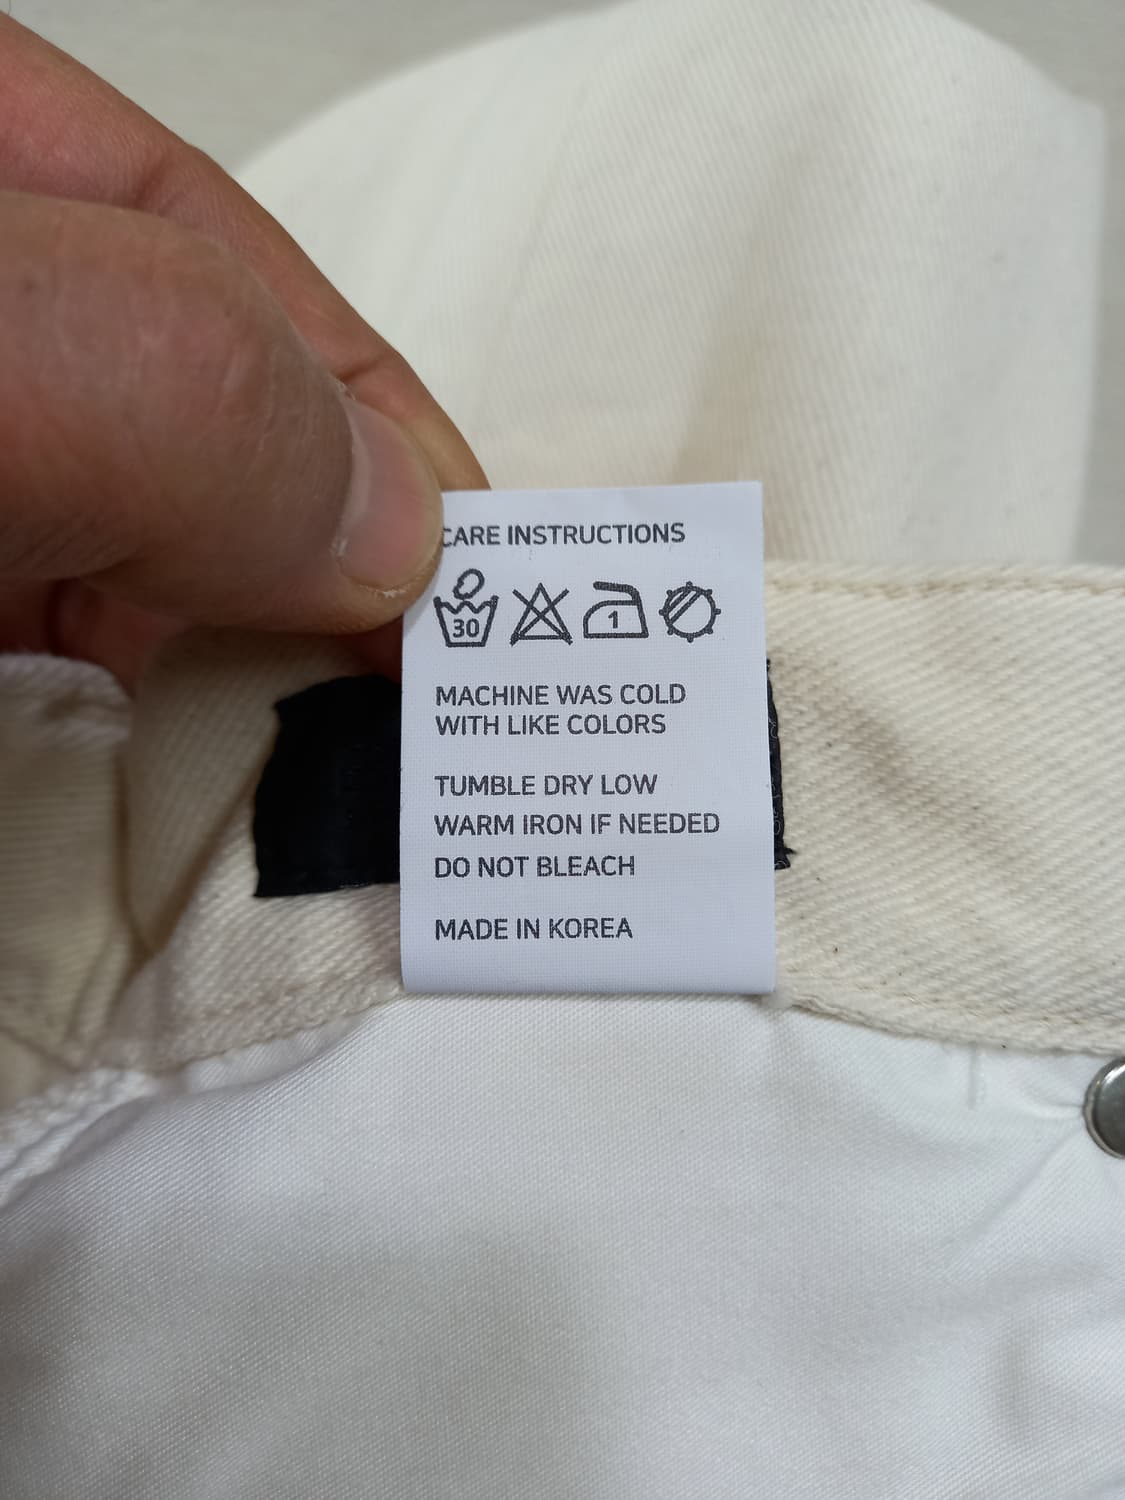 CARE INSTRUCTIONS
30
1
MACHINE WAS COLD
WITH LIKE COLORS
TUMBLE DRY LOW
WARM IRON IF NEEDED
DO NOT BLEACH
MADE IN KOREA